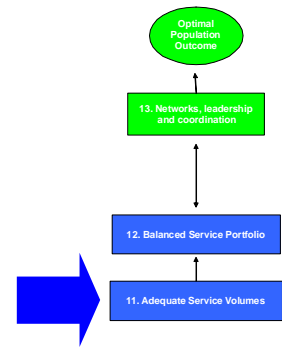 Optimal
Population
Outcome
13. Networks, leadership
and coordination
12. Balanced Service Portfolio
11. Adequate Service Volumes